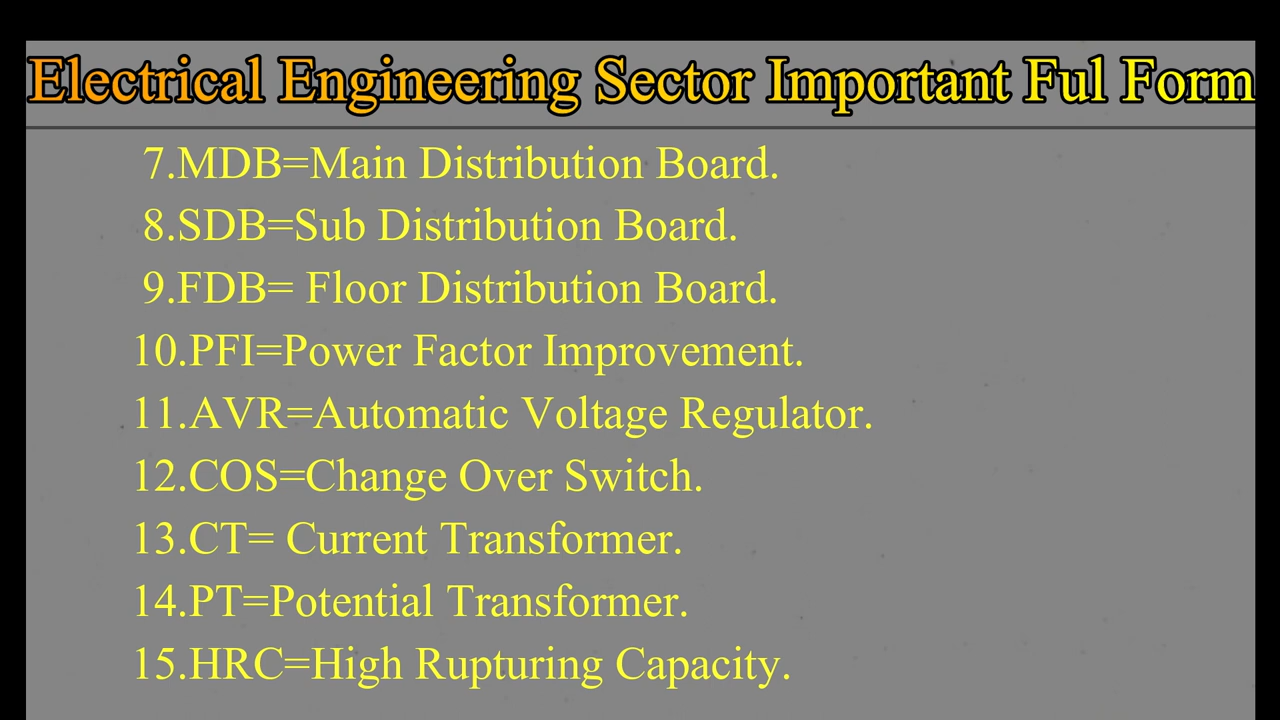 Electrical Engineering Sector Important Ful Form
7.MDB=Main Distribution Board.
8.SDB=Sub Distribution Board.
9.FDB= Floor Distribution Board.
10.PFI=Power Factor Improvement.
11.AVR=Automatic Voltage Regulator.
12.COS=Change Over Switch.
13.CT= Current Transformer.
14.PT=Potential Transformer.
15.HRC=High Rupturing Capacity.